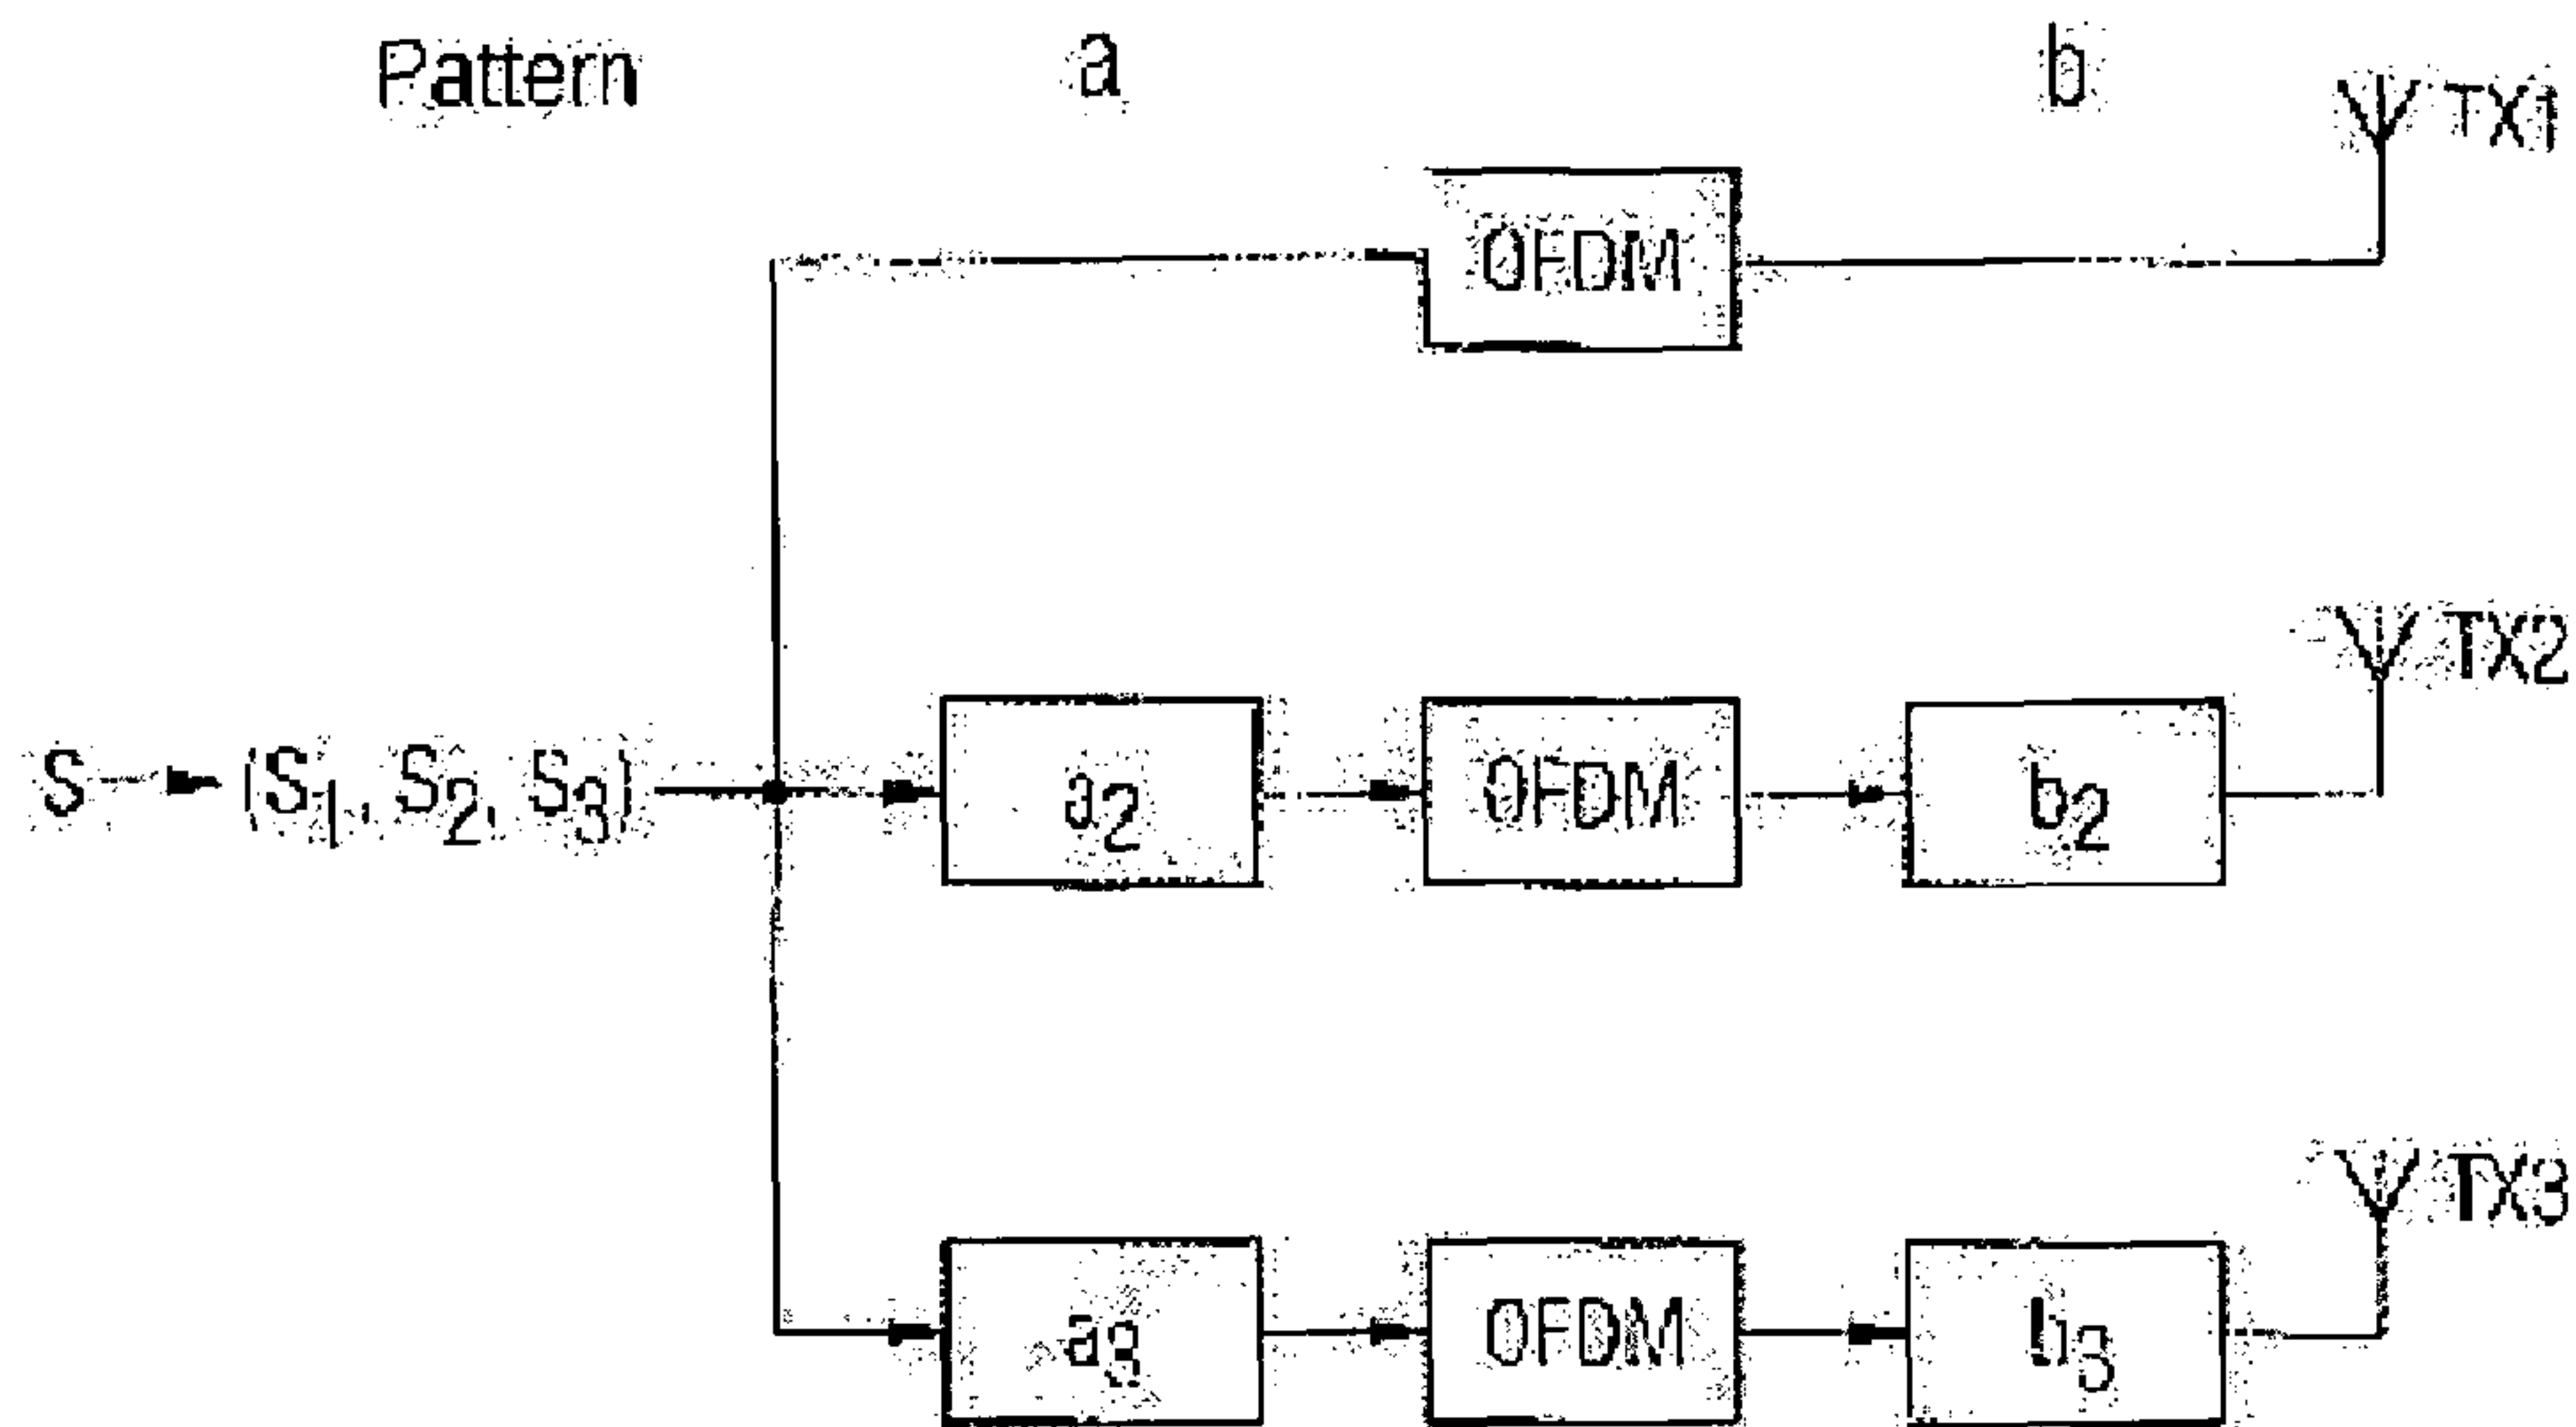 Pattern a b
TX1
OFDM
TX2
S (S₁, S₂, S₃) a₂ OFDM b₂
TX3
a₃ OFDM b₃